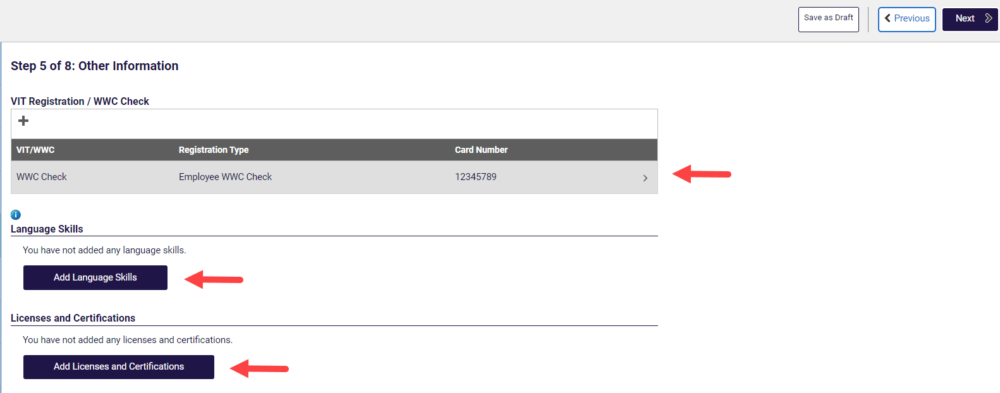 Save as Draft
Previous
Next
Step 5 of 8: Other Information
VIT Registration / WWC Check
VIT/WWC Registration Type Card Number
WWC Check Employee WWC Check 12345789
Language Skills
You have not added any language skills.
Add Language Skills
Licenses and Certifications
You have not added any licenses and certifications.
Add Licenses and Certifications